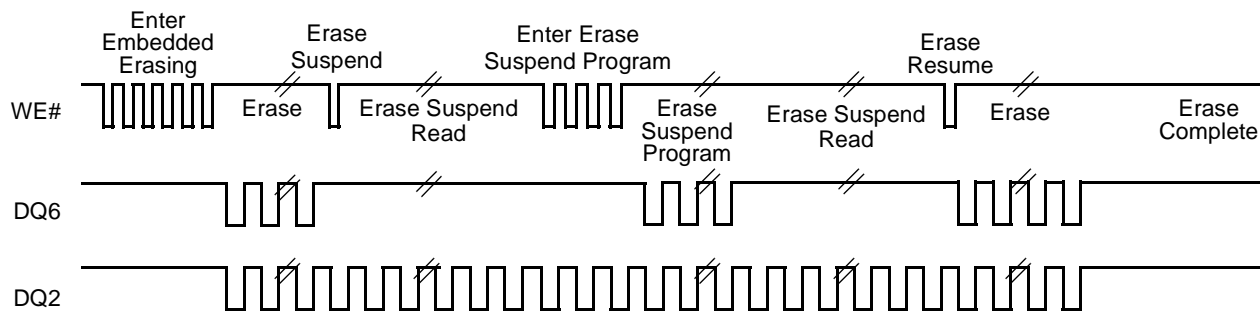 Enter
Embedded
Erasing
Erase
Suspend
Enter Erase
Suspend Program
Erase
Resume
WE#
Erase
Erase Suspend
Read
Erase
Suspend
Program
Erase Suspend
Read
Erase
Erase
Complete
DQ6
DQ2